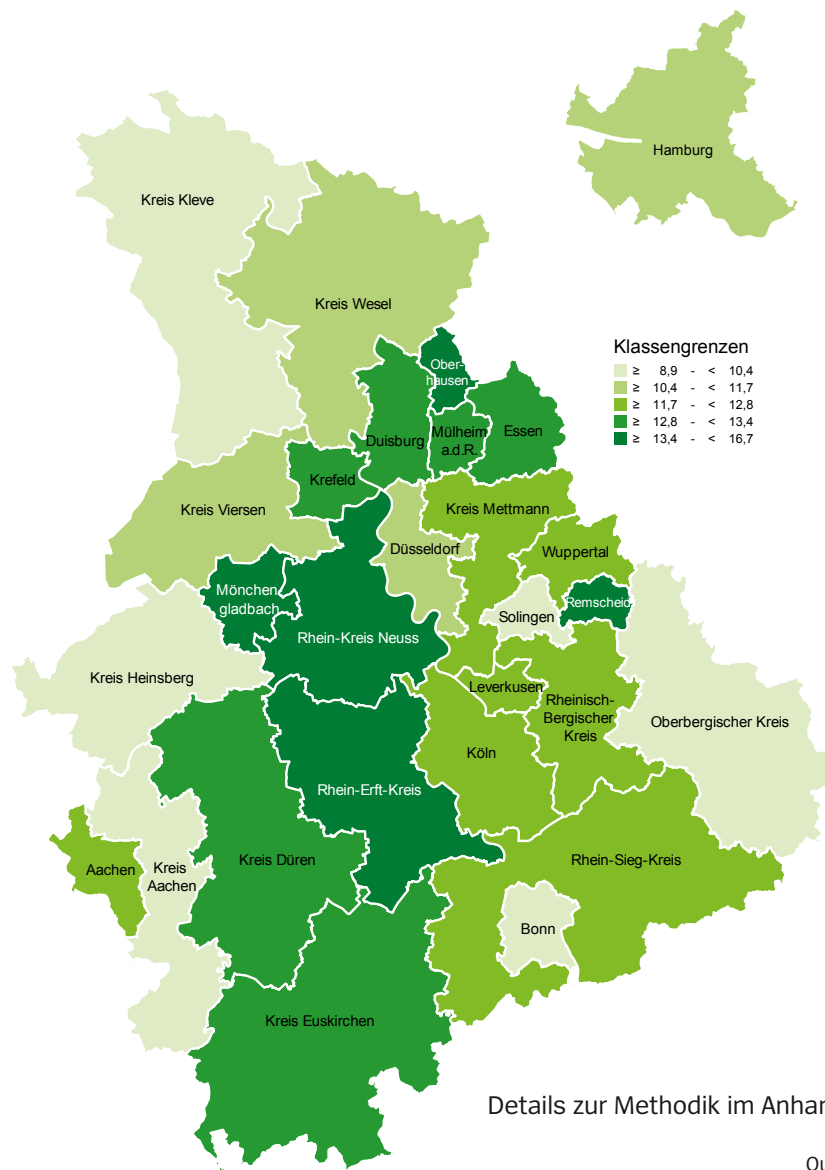 Hamburg
Kreis Kleve
Kreis Wesel
Klassengrenzen
≥ 8,9 - < 10,4
≥ 10,4 - < 11,7
≥ 11,7 - < 12,8
≥ 12,8 - < 13,4
≥ 13,4 - < 16,7
Ober-
hausen
Duisburg
Mülheim
a.d.R.
Essen
Krefeld
Kreis Mettmann
Kreis Viersen
Düsseldorf
Wuppertal
Mönchen
gladbach
Solingen
Remscheid
Rhein-Kreis Neuss
Kreis Heinsberg
Leverkusen
Rheinisch-
Bergischer
Kreis
Oberbergischer Kreis
Köln
Rhein-Erft-Kreis
Aachen
Kreis
Aachen
Kreis Düren
Rhein-Sieg-Kreis
Bonn
Kreis Euskirchen
Details zur Methodik im Anhan